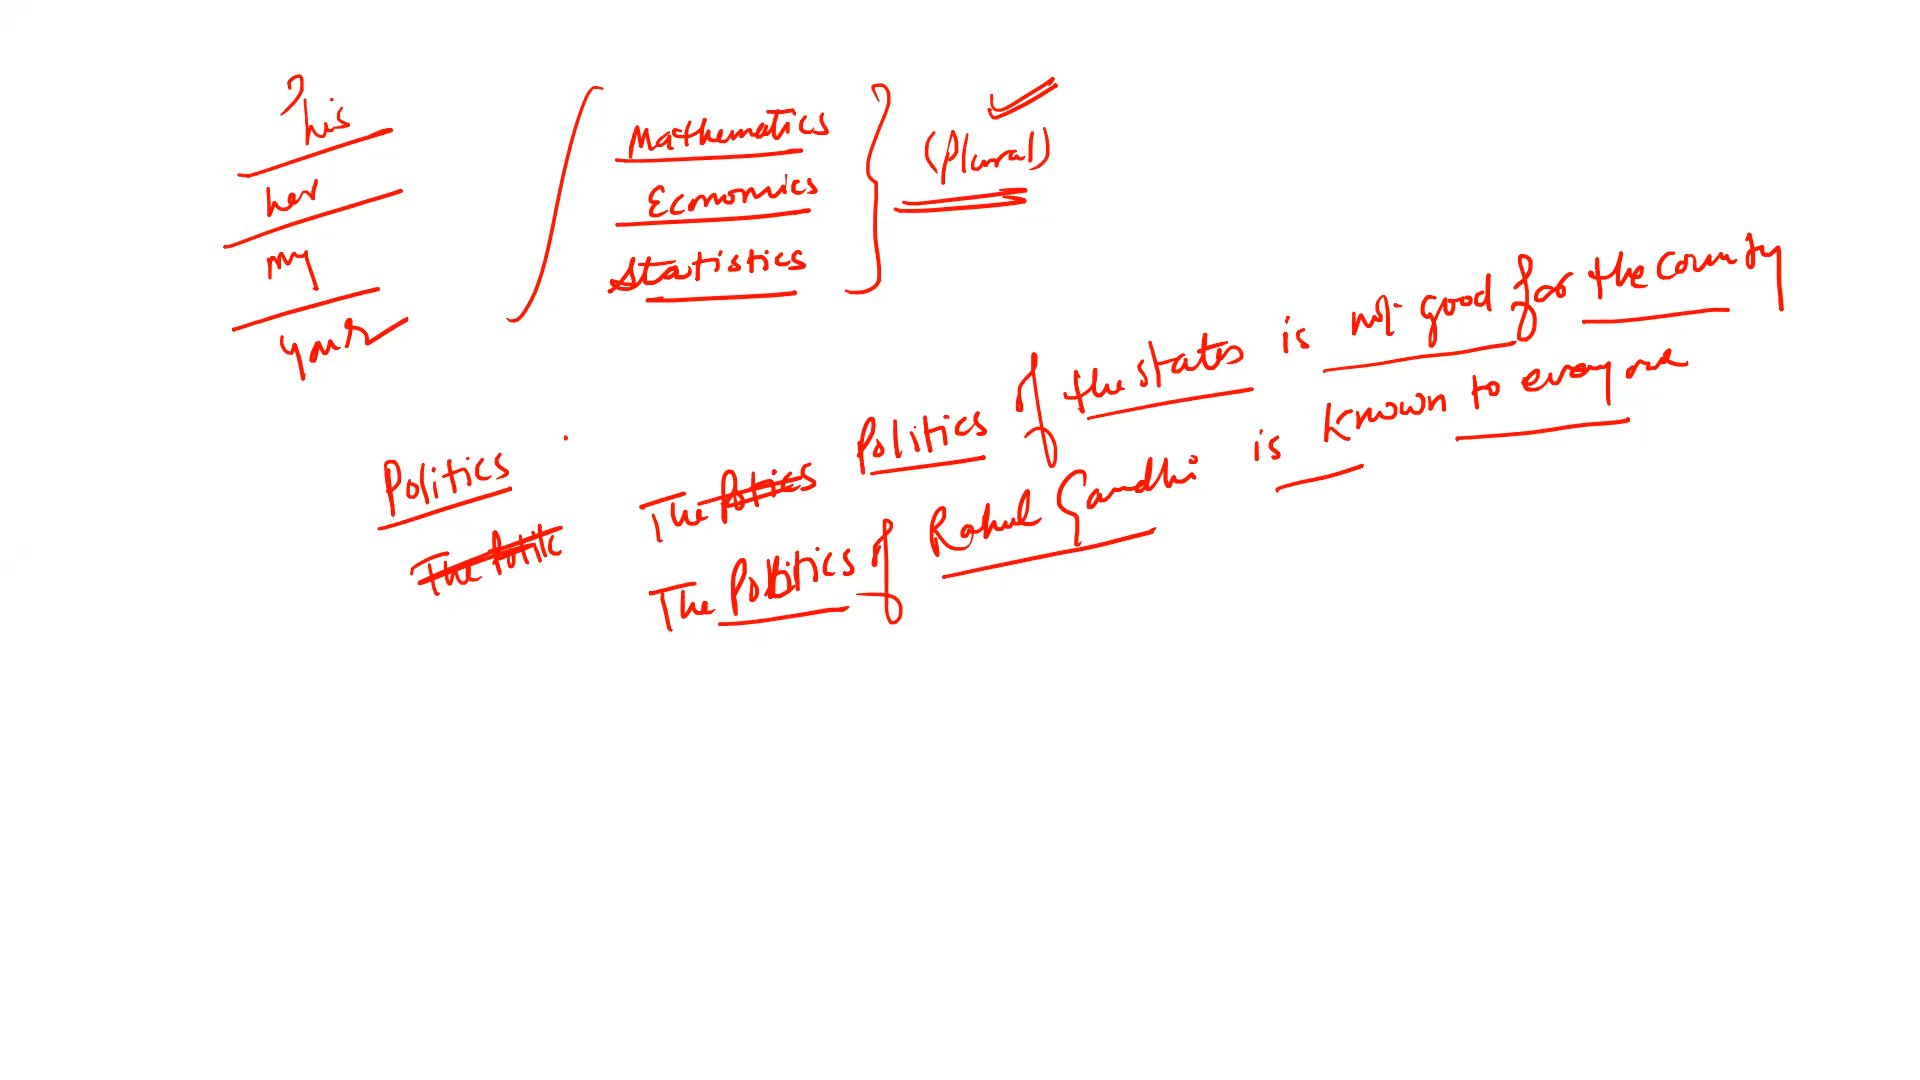 his
her
my
your
Mathematics
Economics
Statistics
(Plural)
Politics
The Politic
The Potics Politics of the states is not good for the country
The Politics of Rahul Gandhi is known to everyone